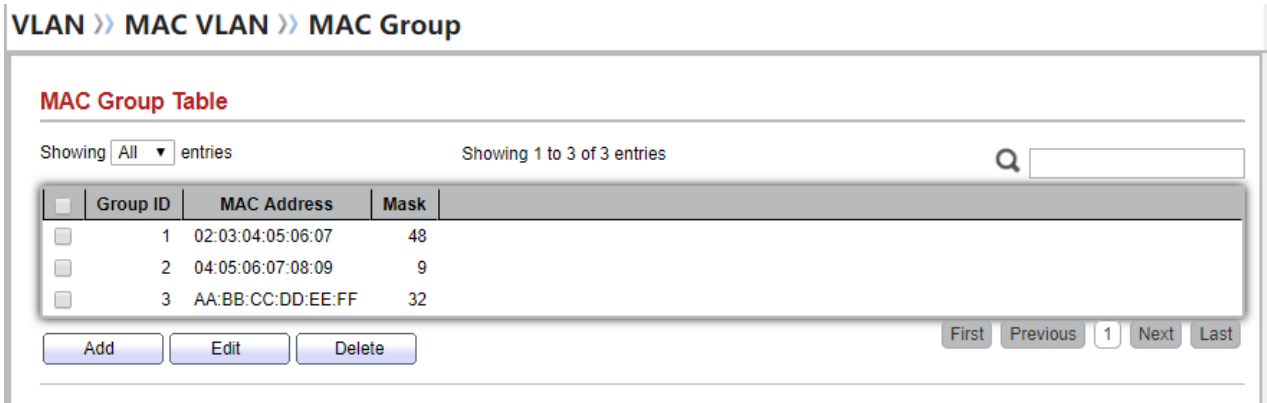 VLAN >> MAC VLAN >> MAC Group
MAC Group Table
Showing All ▼ entries Showing 1 to 3 of 3 entries
Group ID MAC Address Mask
1 02:03:04:05:06:07 48
2 04:05:06:07:08:09 9
3 AA:BB:CC:DD:EE:FF 32
Add Edit Delete First Previous 1 Next Last